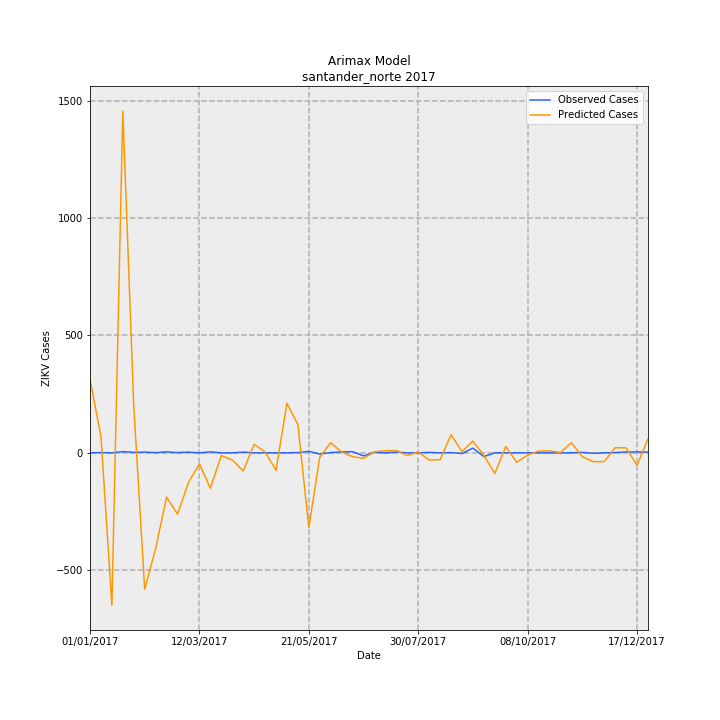 Arimax Model
santander_norte 2017
Observed Cases
Predicted Cases
1500
1000
500
0
−500
ZIKV Cases
01/01/2017
12/03/2017
21/05/2017
30/07/2017
08/10/2017
17/12/2017
Date